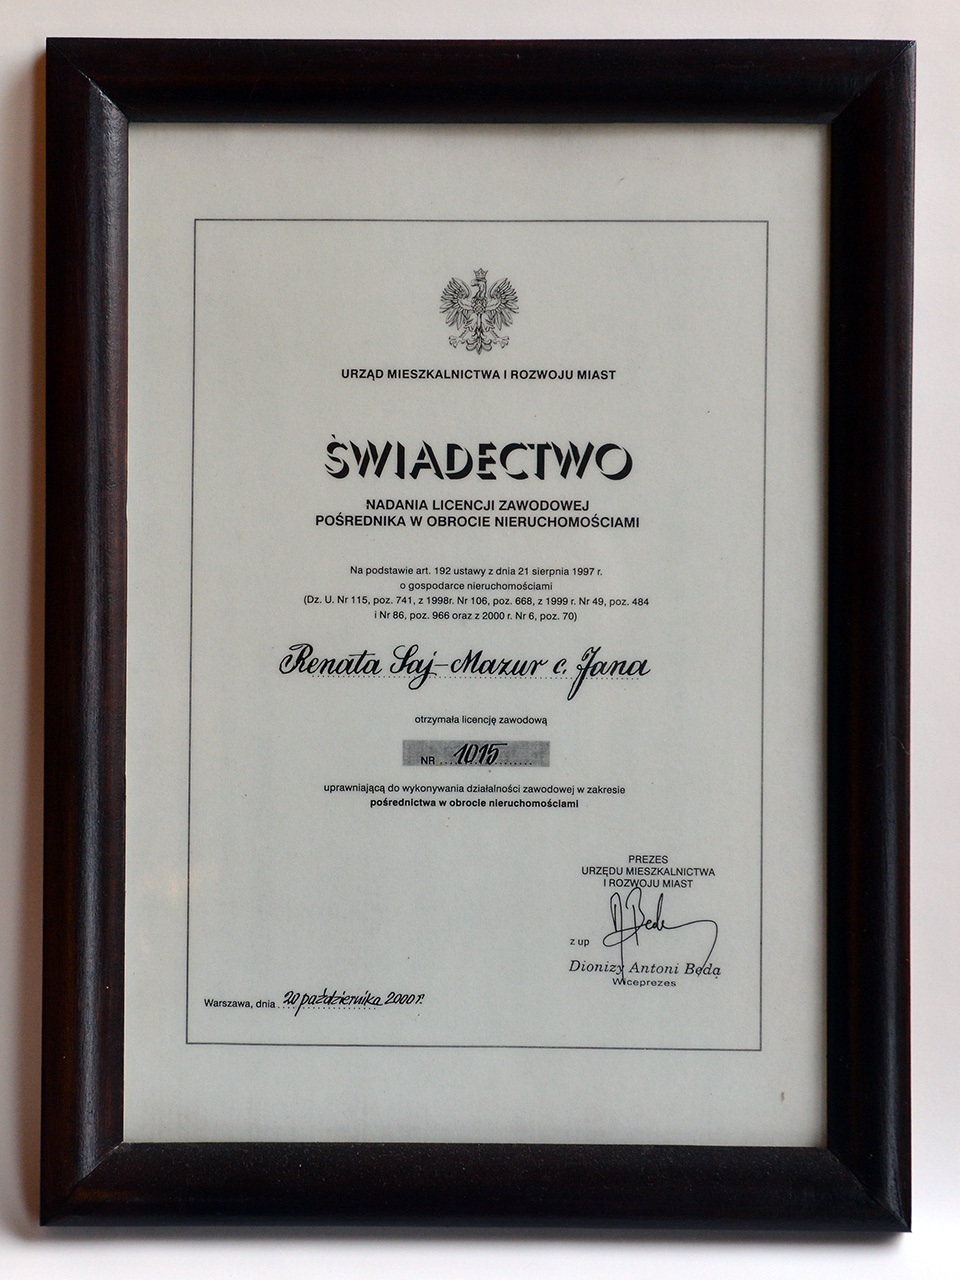 URZĄD MIESZKALNICTWA I ROZWOJU MIAST
ŚWIADECTWO
NADANIA LICENCJI ZAWODOWEJ
POŚREDNIKA W OBROCIE NIERUCHOMOŚCIAMI
Na podstawie art. 192 ustawy z dnia 21 sierpnia 1997 r.
o gospodarce nieruchomościami
(Dz. U. Nr 115, poz. 741, z 1998r. Nr 106, poz. 668, z 1999 r. Nr 49, poz. 484
i Nr 86, poz. 966 oraz z 2000 r. Nr 6, poz. 70)
Renata Saj-Mazur c. Jana
otrzymała licencję zawodową
NR 1015
uprawniającą do wykonywania działalności zawodowej w zakresie
pośrednictwa w obrocie nieruchomościami
PREZES
URZĘDU MIESZKALNICTWA
I ROZWOJU MIAST
z up
Dionizy Antoni Będa
Wiceprezes
Warszawa, dnia 20 października 2000 r.